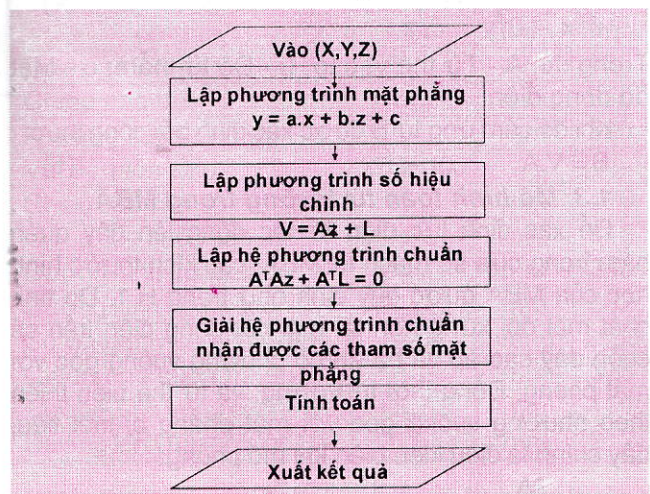 Vào (X,Y,Z)
Lập phương trình mặt phẳng
y = a.x + b.z + c
Lập phương trình số hiệu
chỉnh
V = Az + L
Lập hệ phương trình chuẩn
AᵀAz + AᵀL = 0
Giải hệ phương trình chuẩn
nhận được các tham số mặt
phẳng
Tính toán
Xuất kết quả